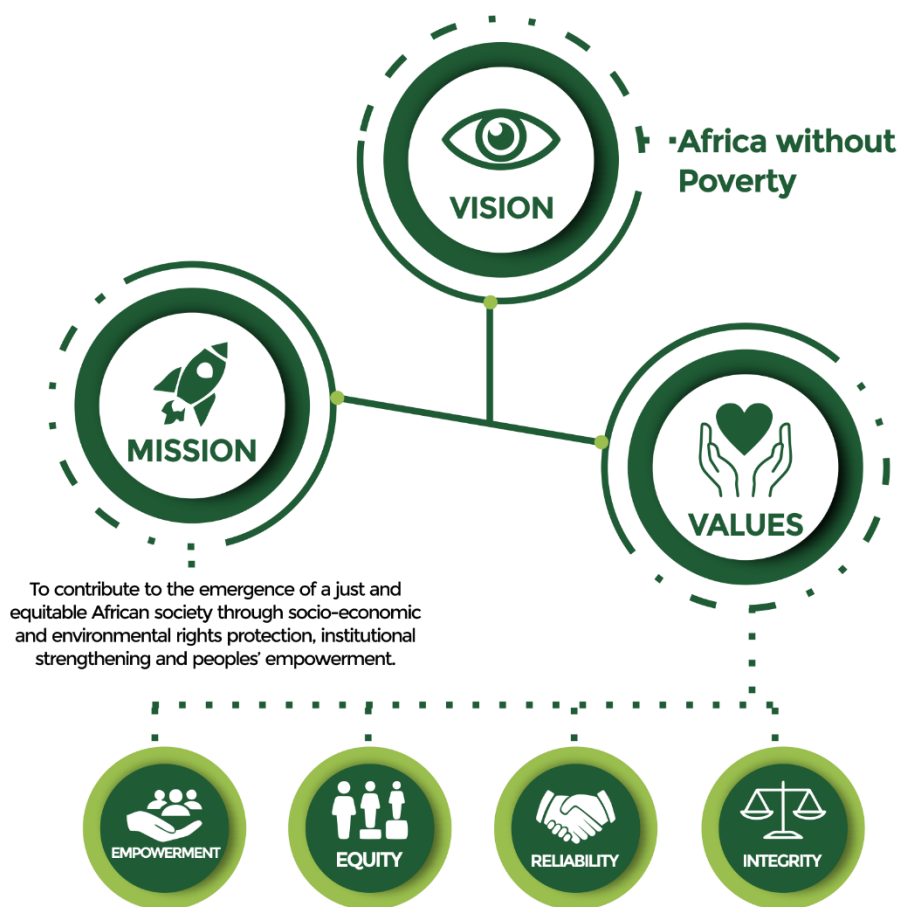 VISION
Africa without
Poverty
MISSION
To contribute to the emergence of a just and
equitable African society through socio-economic
and environmental rights protection, institutional
strengthening and peoples’ empowerment.
VALUES
EMPOWERMENT
EQUITY
RELIABILITY
INTEGRITY